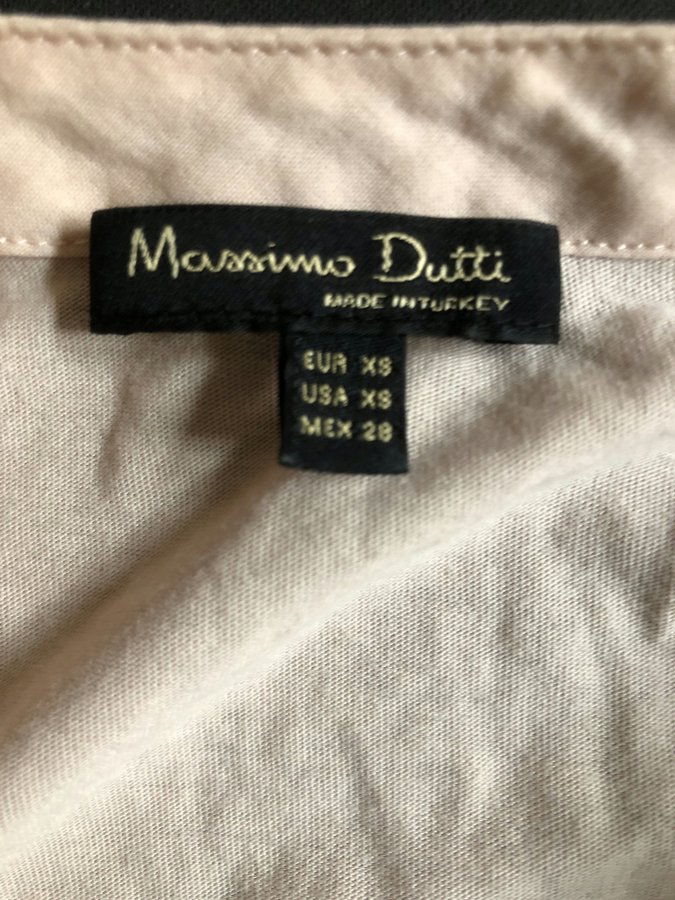 Massimo Dutti
MADE IN TURKEY
EUR XS
USA XS
MEX 28